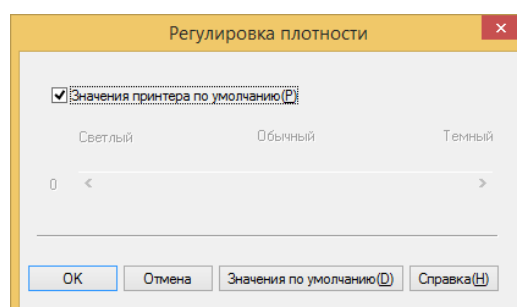 Регулировка плотности
Значения принтера по умолчанию(P)
Светлый Обычный Темный
0
OK Отмена Значения по умолчанию(D) Справка(H)